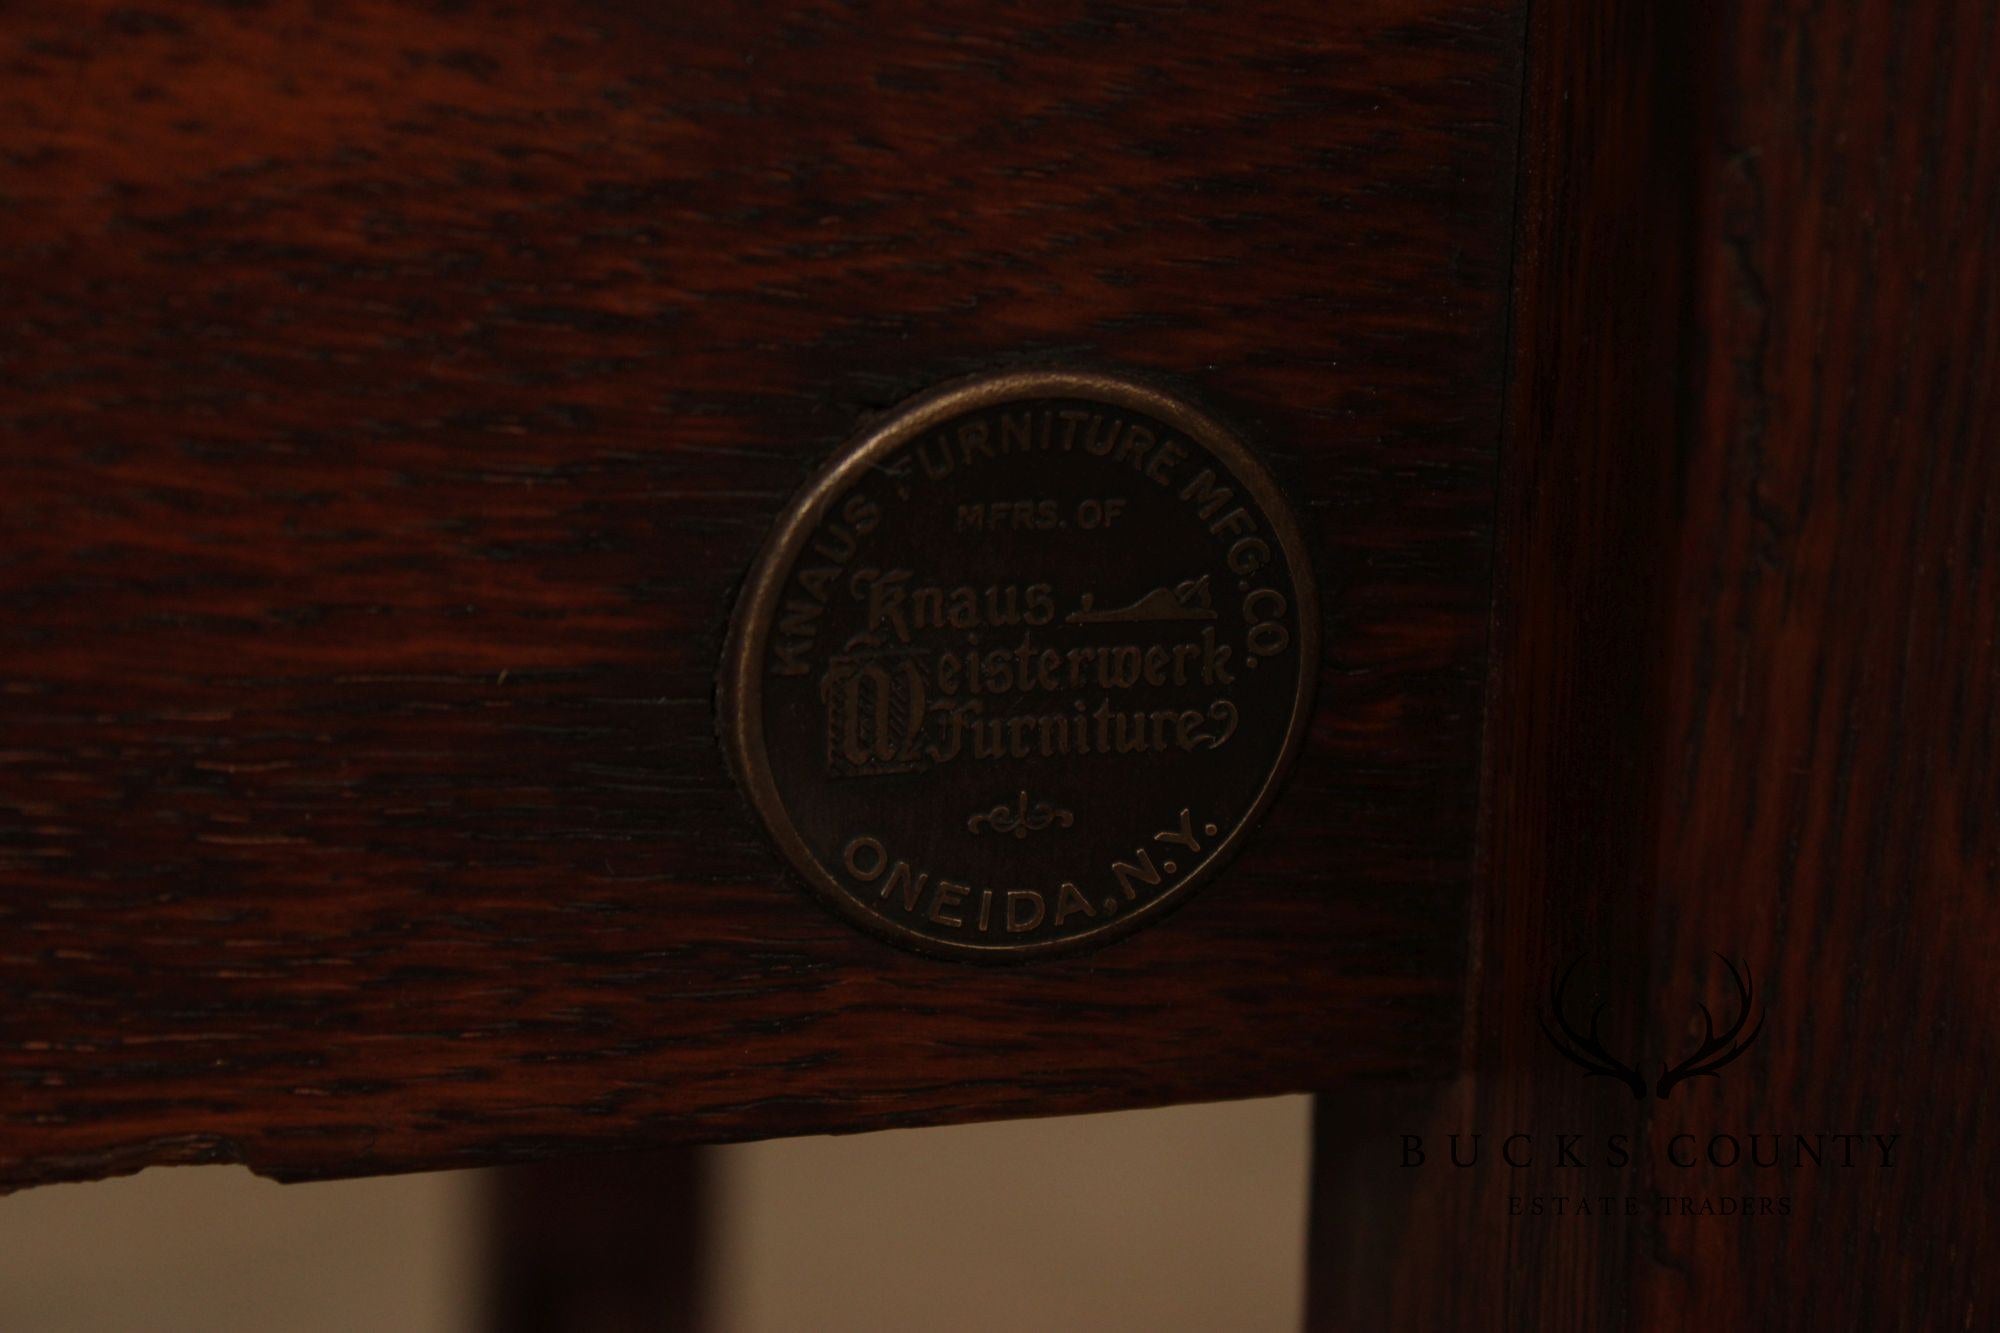 KNAUS FURNITURE MFG. CO.
MFRS. OF
Knaus
Meisterwerk
Furniture
ONEIDA, N.Y.
BUCKS COUNTY
ESTATE TRADERS